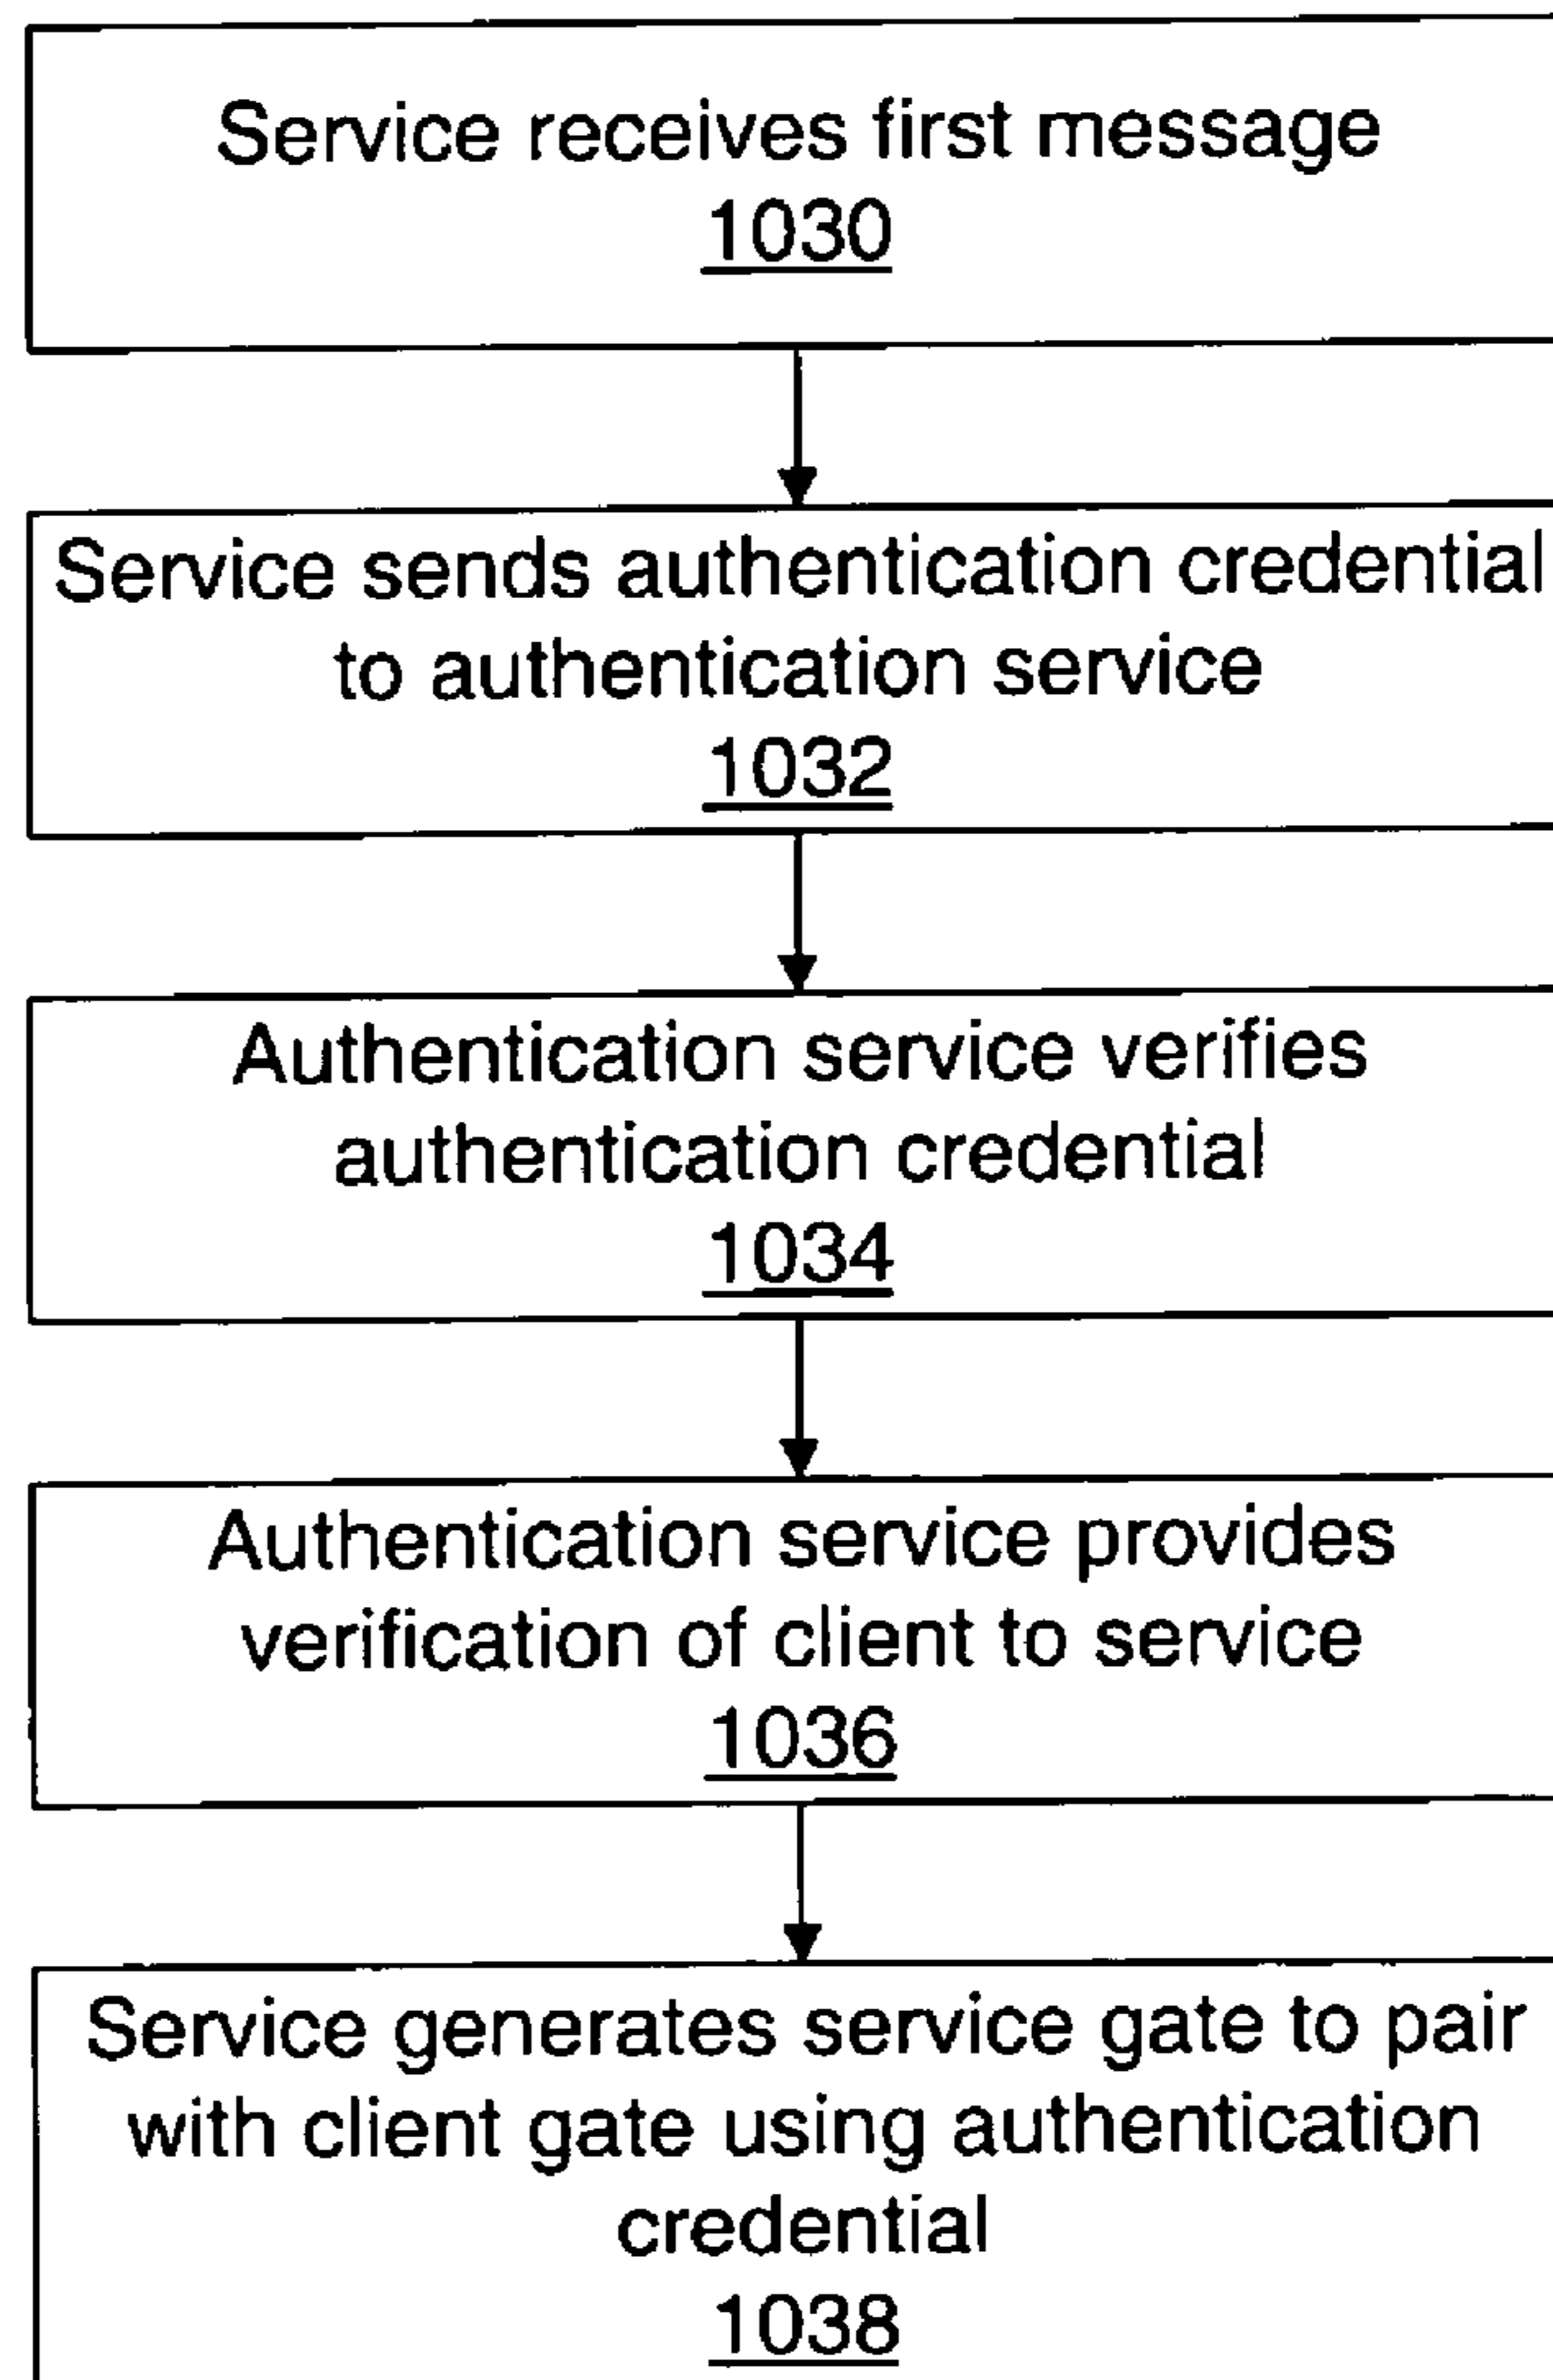 Service receives first message
1030
Service sends authentication credential
to authentication service
1032
Authentication service verifies
authentication credential
1034
Authentication service provides
verification of client to service
1036
Service generates service gate to pair
with client gate using authentication
credential
1038